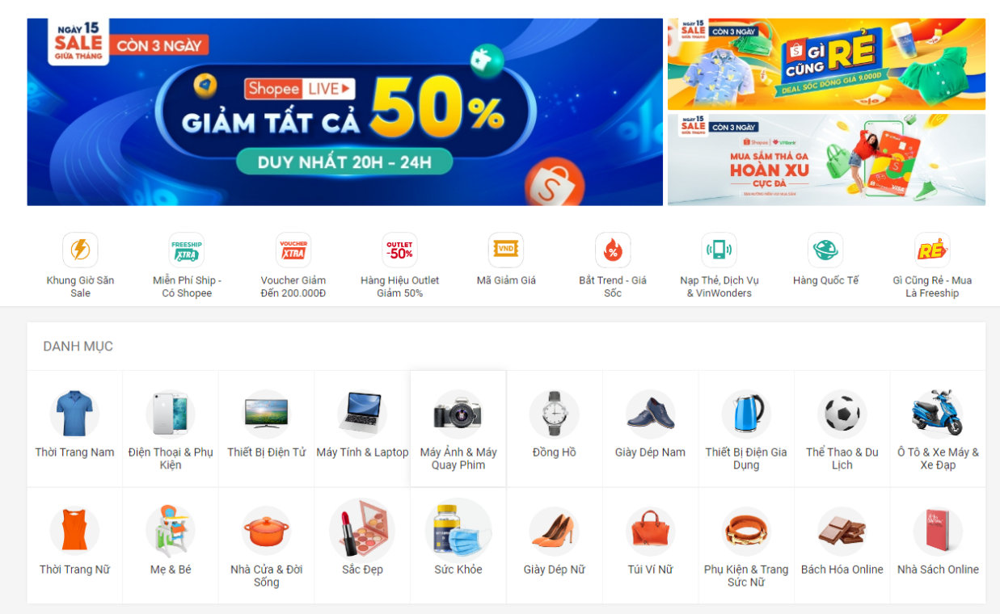 NGÀY 15
SALE
GIỮA THÁNG
CÒN 3 NGÀY
Shopee LIVE
GIẢM TẤT CẢ 50%
DUY NHẤT 20H - 24H
NGÀY 15
SALE
GIỮA THÁNG
CÒN 3 NGÀY
GÌ
CŨNG
RẺ
DEAL SỐC ĐỒNG GIÁ 9.000Đ
NGÀY 15
SALE
GIỮA THÁNG
CÒN 3 NGÀY
Shopee | VPBank
MUA SẮM THẢ GA
HOÀN XU
CỰC ĐÃ
VISA
FREESHIP
XTRA
VOUCHER
XTRA
OUTLET
-50%
VND
RẺ
Khung Giờ Săn
Sale
Miễn Phí Ship -
Có Shopee
Voucher Giảm
Đến 200.000Đ
Hàng Hiệu Outlet
Giảm 50%
Mã Giảm Giá
Bắt Trend - Giá
Sốc
Nạp Thẻ, Dịch Vụ
& VinWonders
Hàng Quốc Tế
Gì Cũng Rẻ - Mua
Là Freeship
DANH MỤC
Thời Trang Nam
Điện Thoại & Phụ
Kiện
Thiết Bị Điện Tử
Máy Tính & Laptop
Máy Ảnh & Máy
Quay Phim
Đồng Hồ
Giày Dép Nam
Thiết Bị Điện Gia
Dụng
Thể Thao & Du
Lịch
Ô Tô & Xe Máy &
Xe Đạp
Thời Trang Nữ
Mẹ & Bé
Nhà Cửa & Đời
Sống
Sắc Đẹp
Sức Khỏe
Giày Dép Nữ
Túi Ví Nữ
Phụ Kiện & Trang
Sức Nữ
Bách Hóa Online
Nhà Sách Online